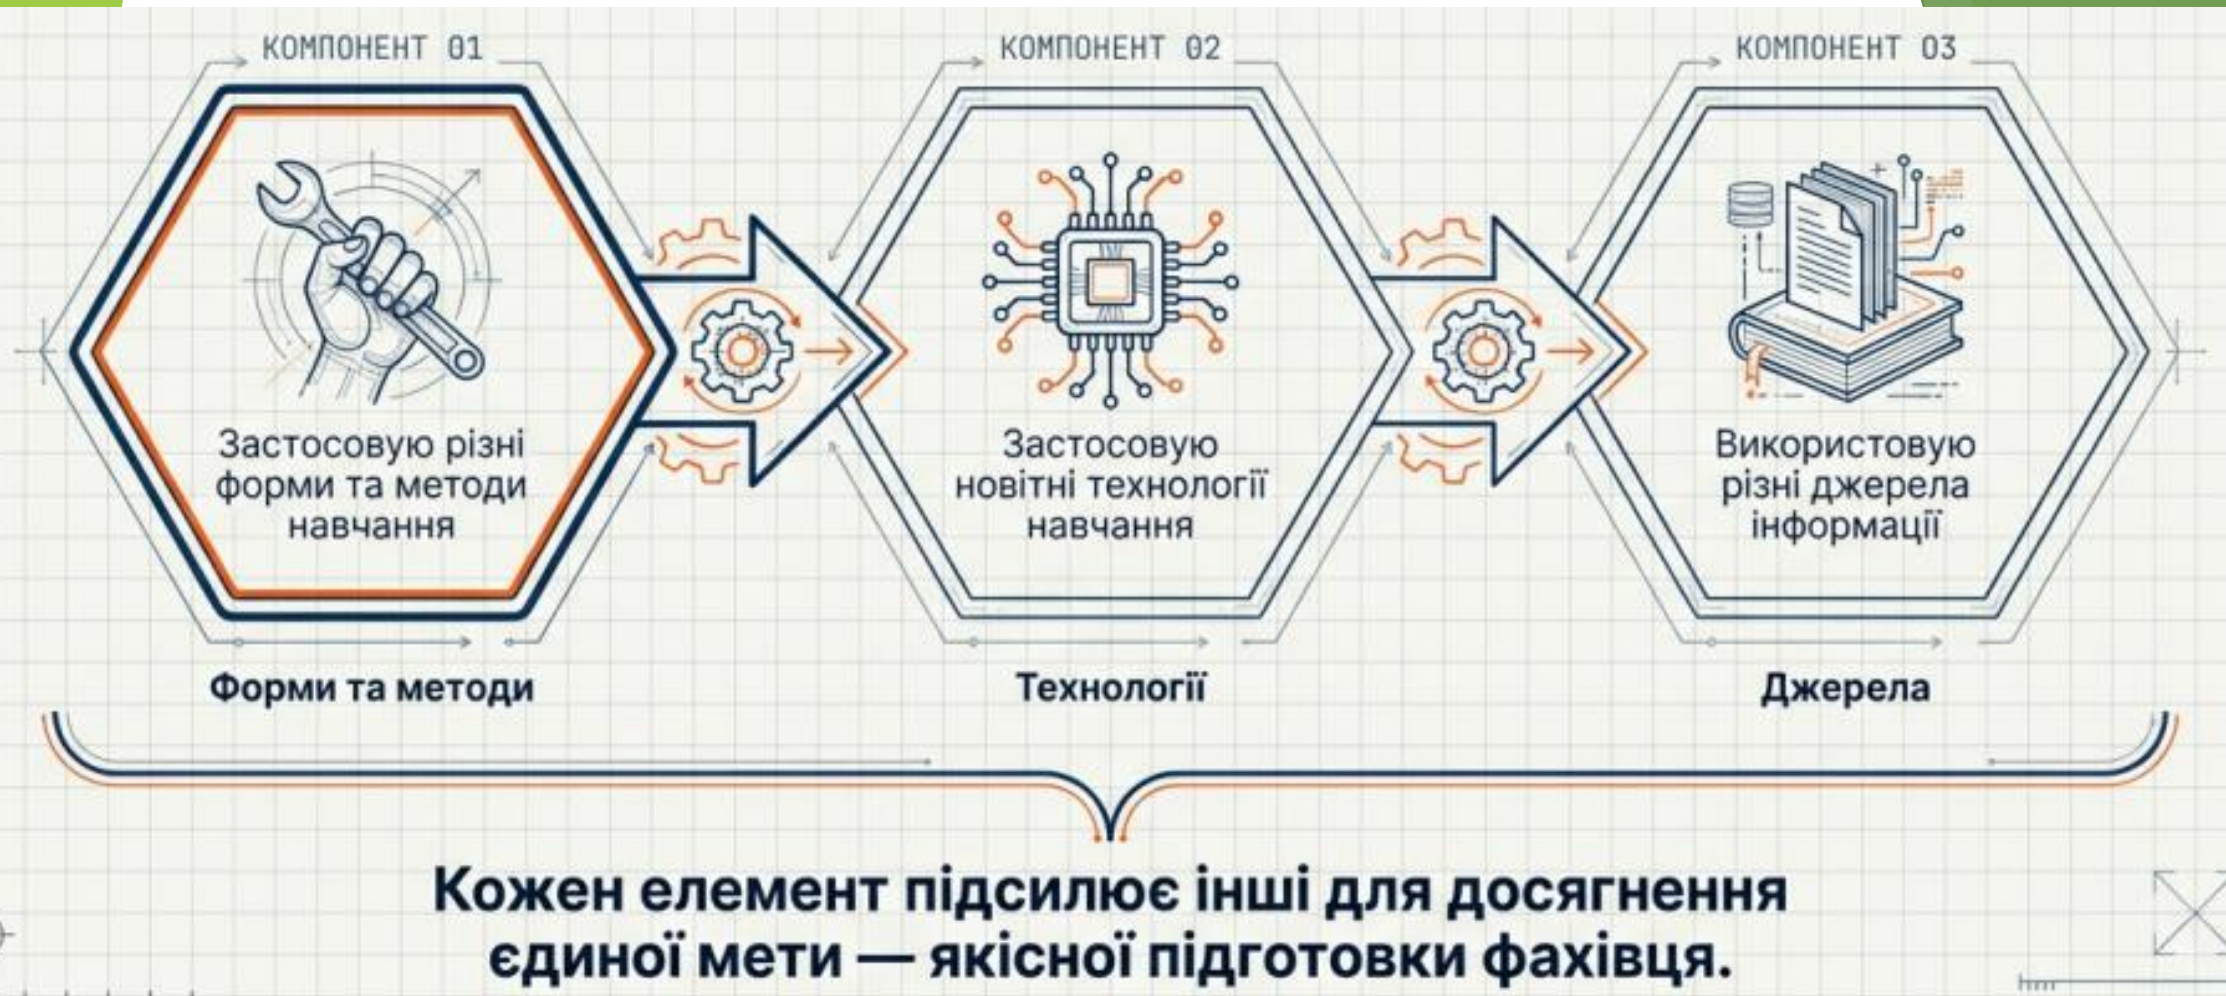 КОМПОНЕНТ 01
Застосовую різні
форми та методи
навчання
Форми та методи
КОМПОНЕНТ 02
Застосовую
новітні технології
навчання
Технології
КОМПОНЕНТ 03
Використовую
різні джерела
інформації
Джерела
Кожен елемент підсилює інші для досягнення
єдиної мети — якісної підготовки фахівця.